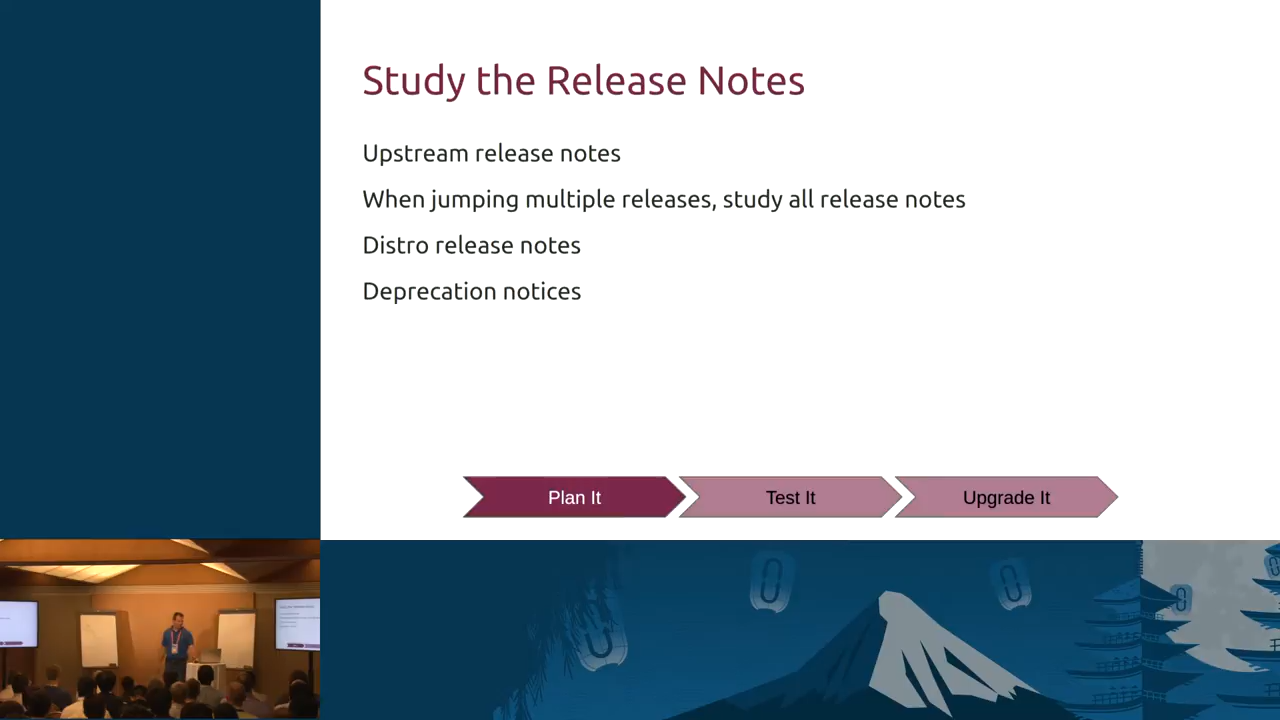 Study the Release Notes
Upstream release notes
When jumping multiple releases, study all release notes
Distro release notes
Deprecation notices
Plan It
Test It
Upgrade It